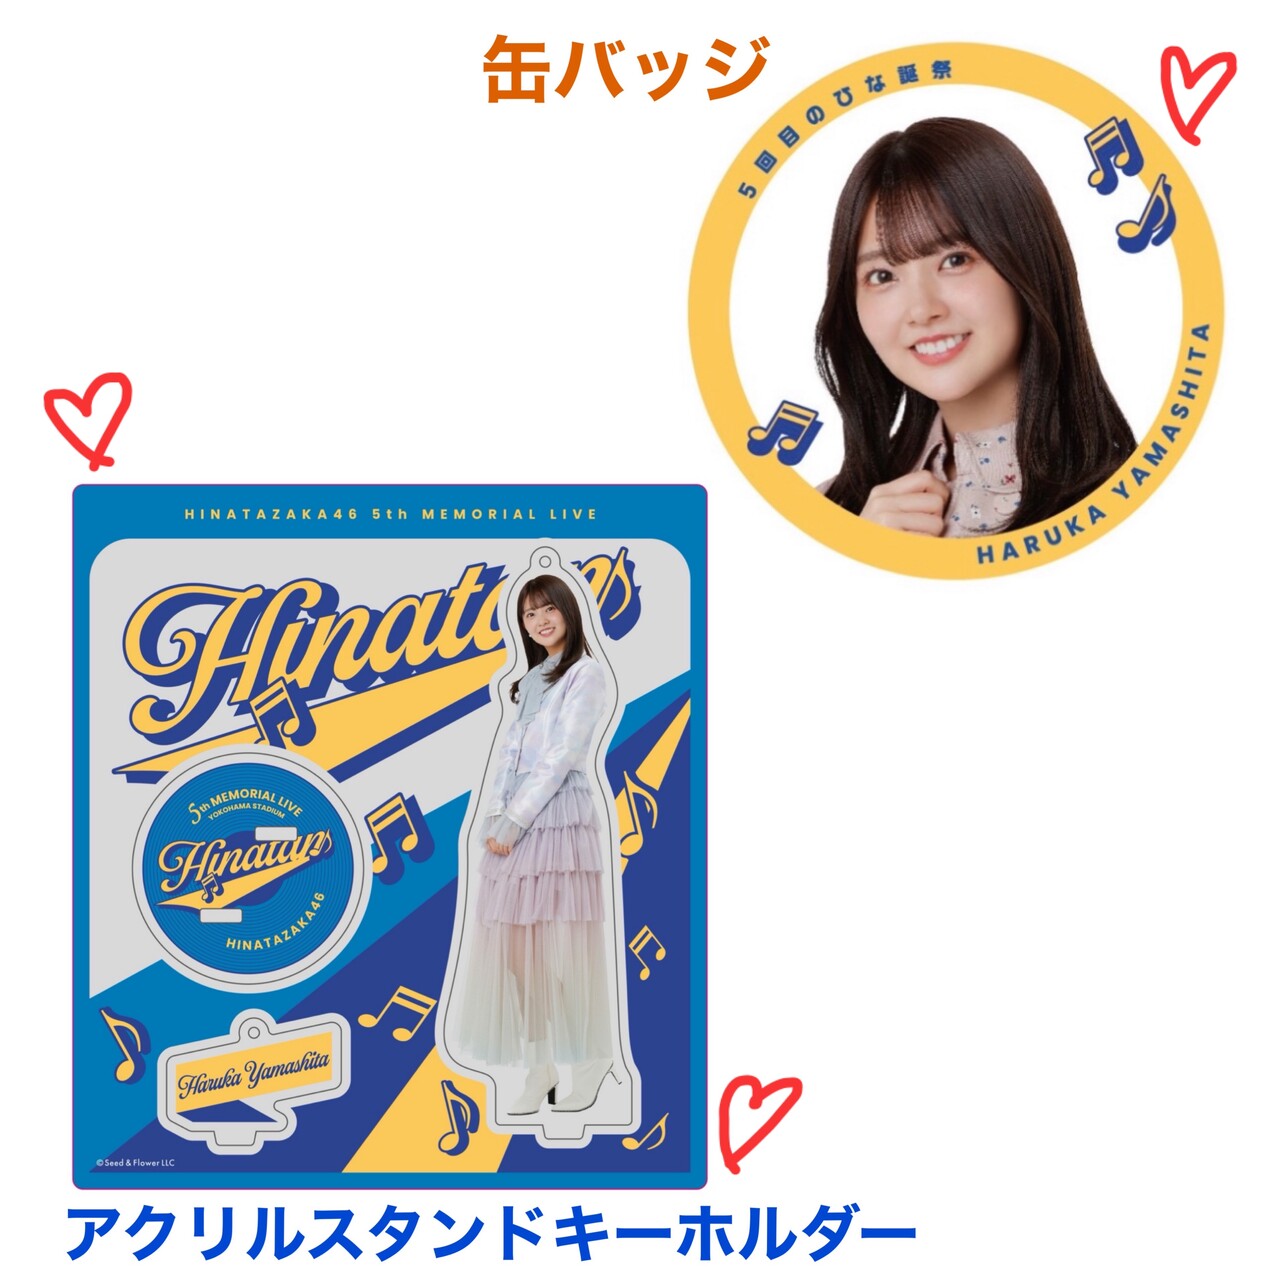 缶バッジ
5回目のひな誕祭
HARUKA YAMASHITA
HINATAZAKA46 5th MEMORIAL LIVE
Hinatans
5th MEMORIAL LIVE
YOKOHAMA STADIUM
Hinatans
HINATAZAKA46
Haruka Yamashita
©Seed & Flower LLC
アクリルスタンドキーホルダー